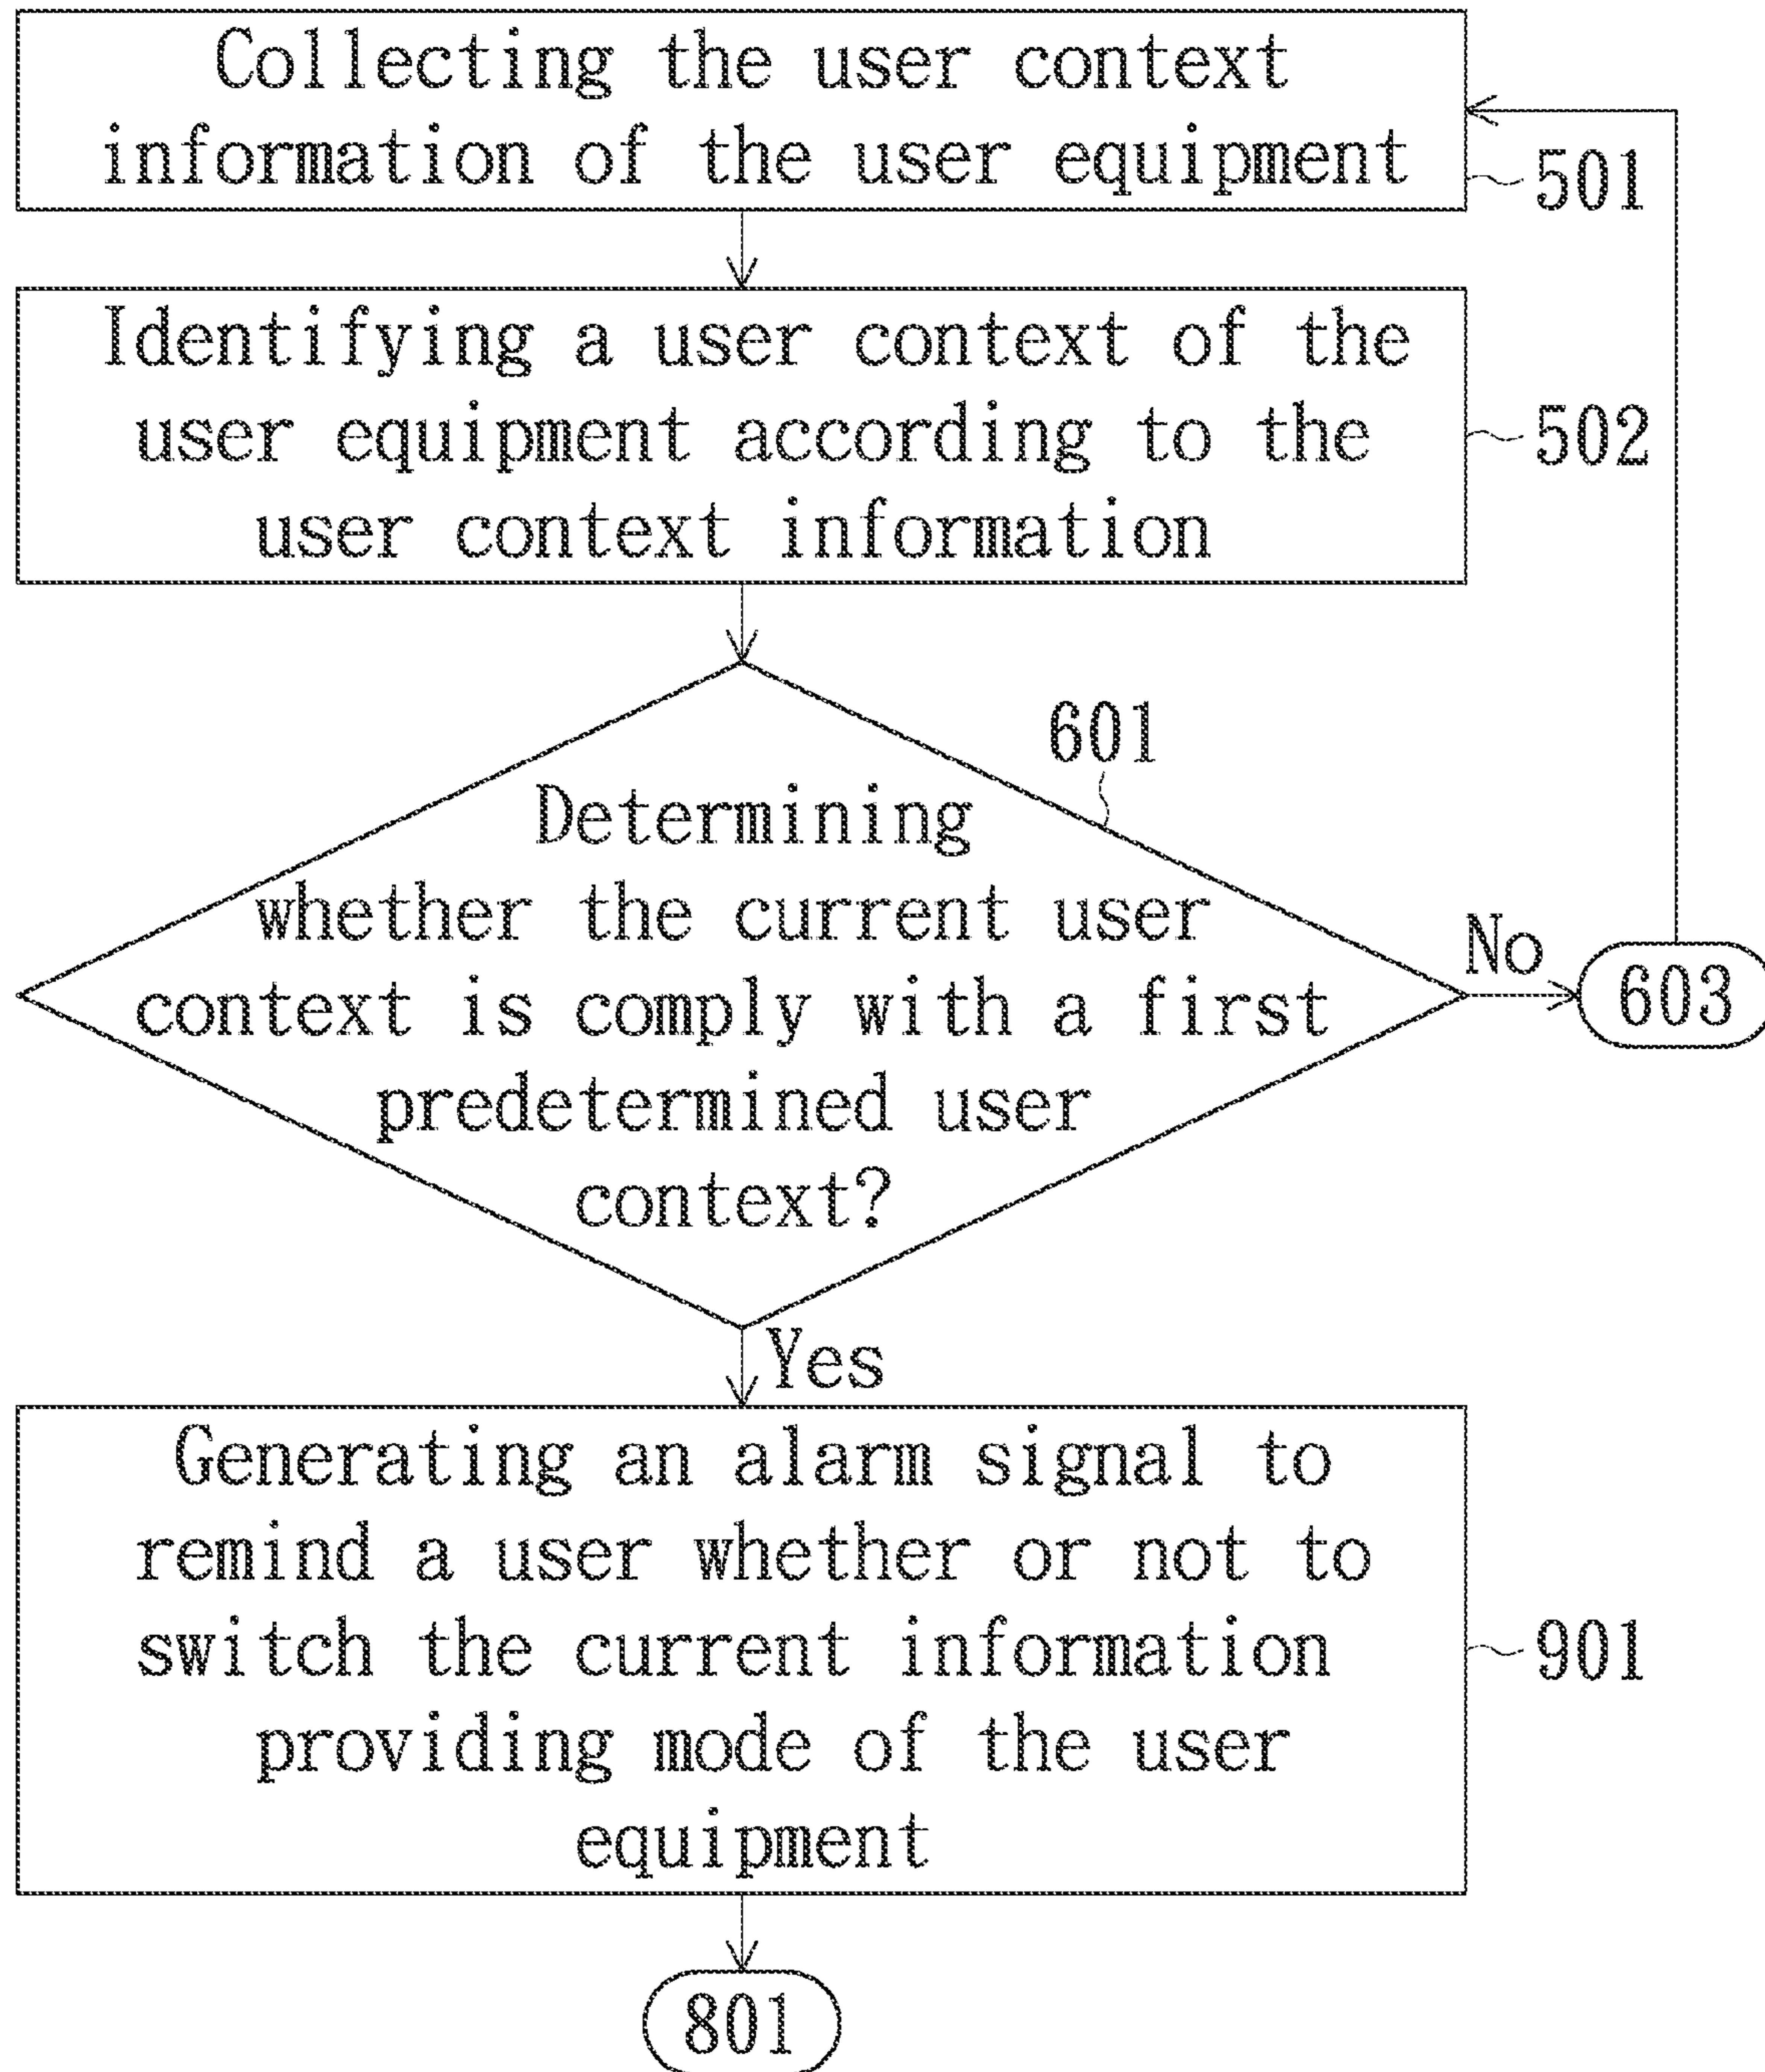 Collecting the user context
information of the user equipment
501
Identifying a user context of the
user equipment according to the
user context information
502
601
Determining
whether the current user
context is comply with a first
predetermined user
context?
No
603
Yes
Generating an alarm signal to
remind a user whether or not to
switch the current information
providing mode of the user
equipment
901
801